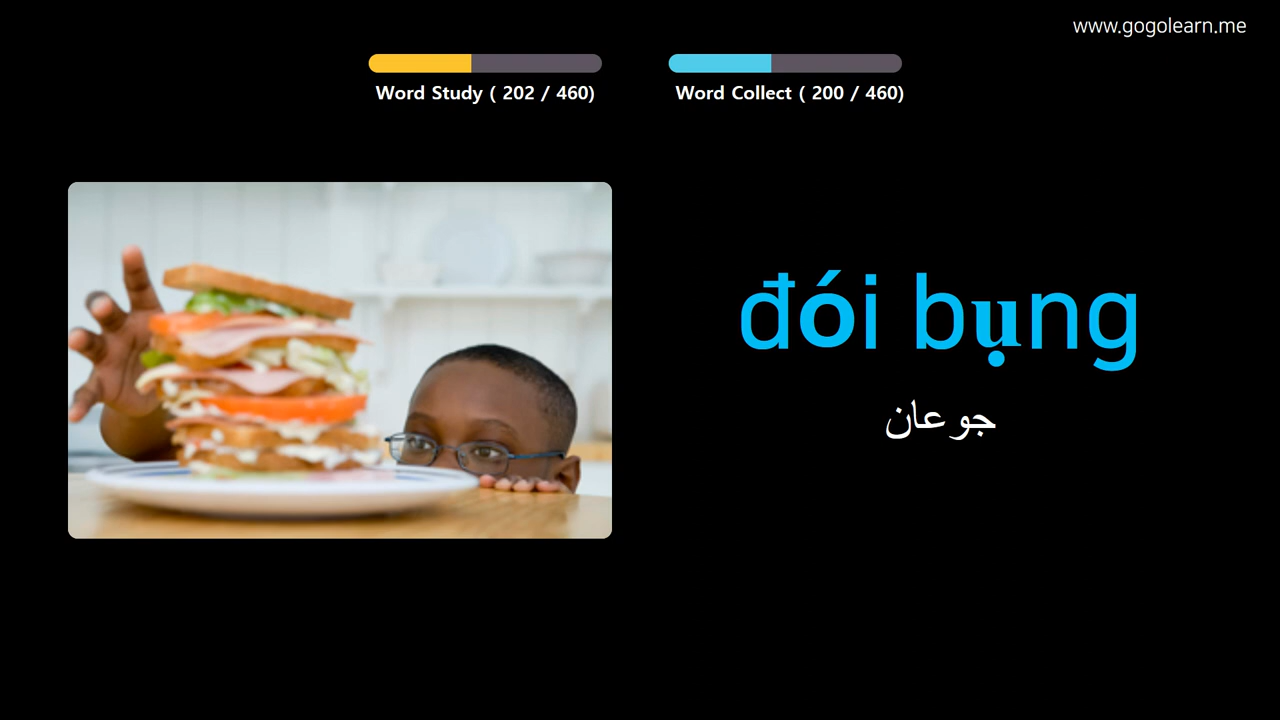 www.gogolearn.me
Word Study ( 202 / 460)
Word Collect ( 200 / 460)
đói bụng
جوعان